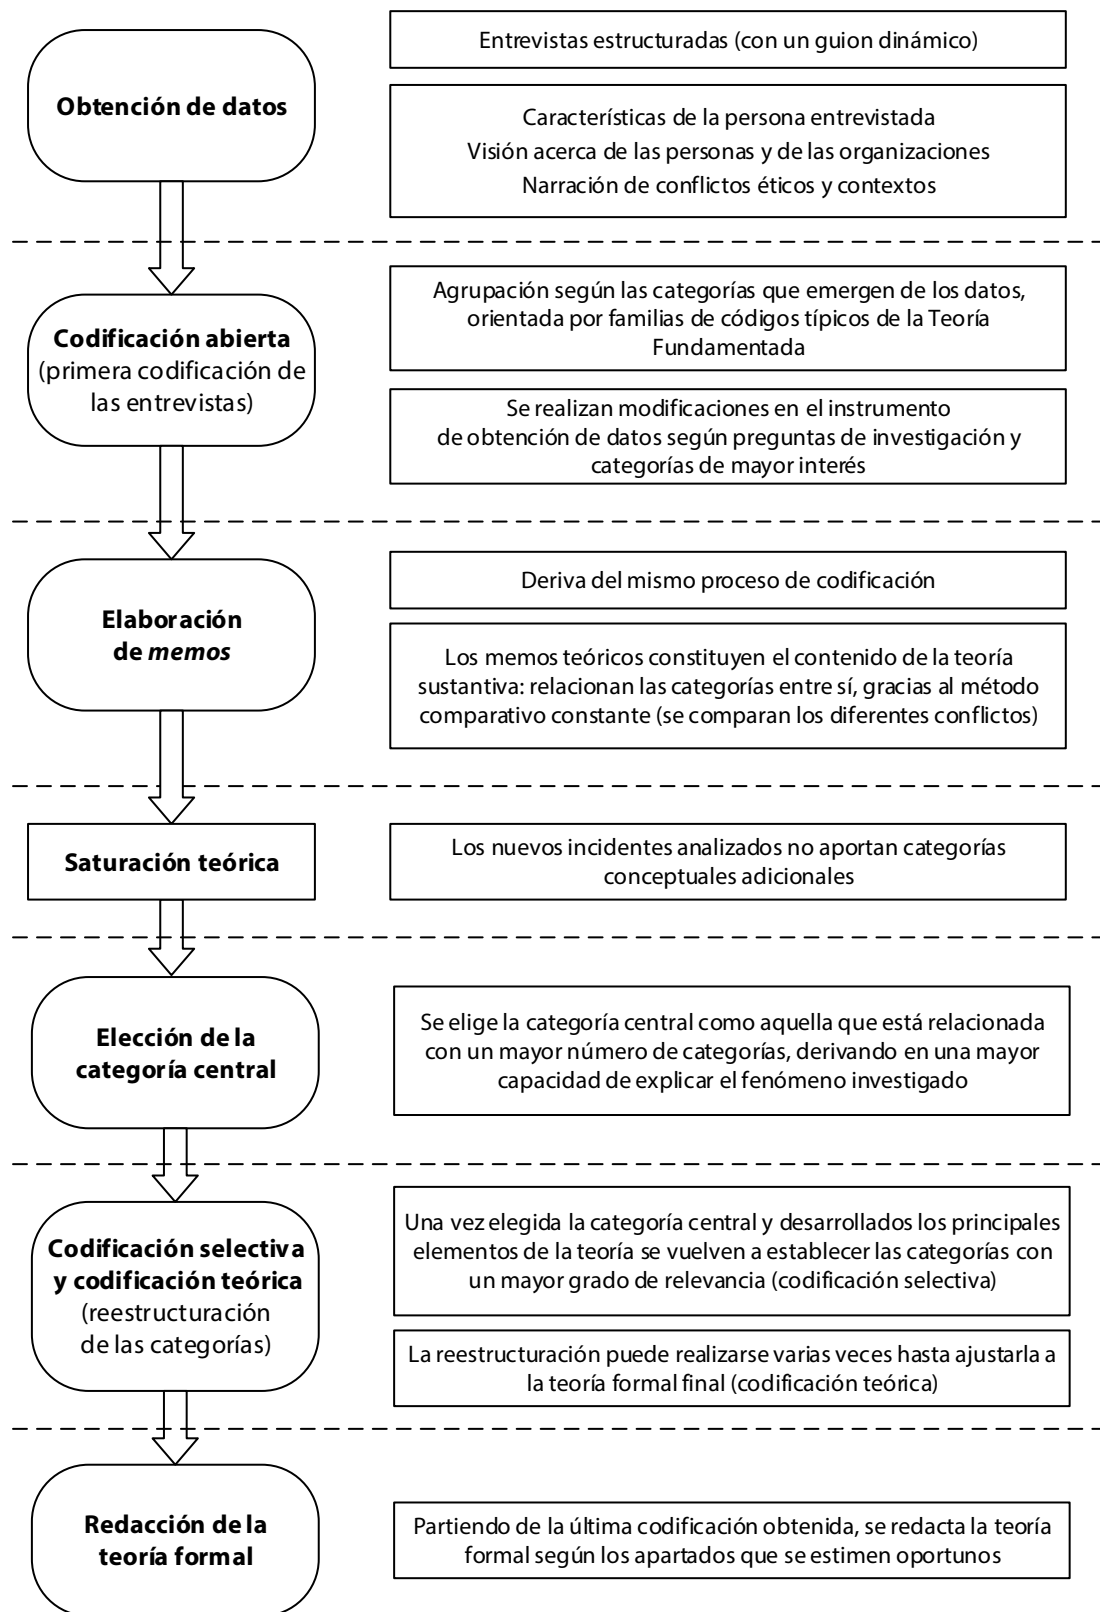 Obtención de datos
Entrevistas estructuradas (con un guion dinámico)
Características de la persona entrevistada
Visión acerca de las personas y de las organizaciones
Narración de conflictos éticos y contextos
Codificación abierta
(primera codificación de
las entrevistas)
Agrupación según las categorías que emergen de los datos,
orientada por familias de códigos típicos de la Teoría
Fundamentada
Se realizan modificaciones en el instrumento
de obtención de datos según preguntas de investigación y
categorías de mayor interés
Elaboración
de memos
Deriva del mismo proceso de codificación
Los memos teóricos constituyen el contenido de la teoría
sustantiva: relacionan las categorías entre sí, gracias al método
comparativo constante (se comparan los diferentes conflictos)
Saturación teórica
Los nuevos incidentes analizados no aportan categorías
conceptuales adicionales
Elección de la
categoría central
Se elige la categoría central como aquella que está relacionada
con un mayor número de categorías, derivando en una mayor
capacidad de explicar el fenómeno investigado
Codificación selectiva
y codificación teórica
(reestructuración
de las categorías)
Una vez elegida la categoría central y desarrollados los principales
elementos de la teoría se vuelven a establecer las categorías con
un mayor grado de relevancia (codificación selectiva)
La reestructuración puede realizarse varias veces hasta ajustarla a
la teoría formal final (codificación teórica)
Redacción de la
teoría formal
Partiendo de la última codificación obtenida, se redacta la teoría
formal según los apartados que se estimen oportunos